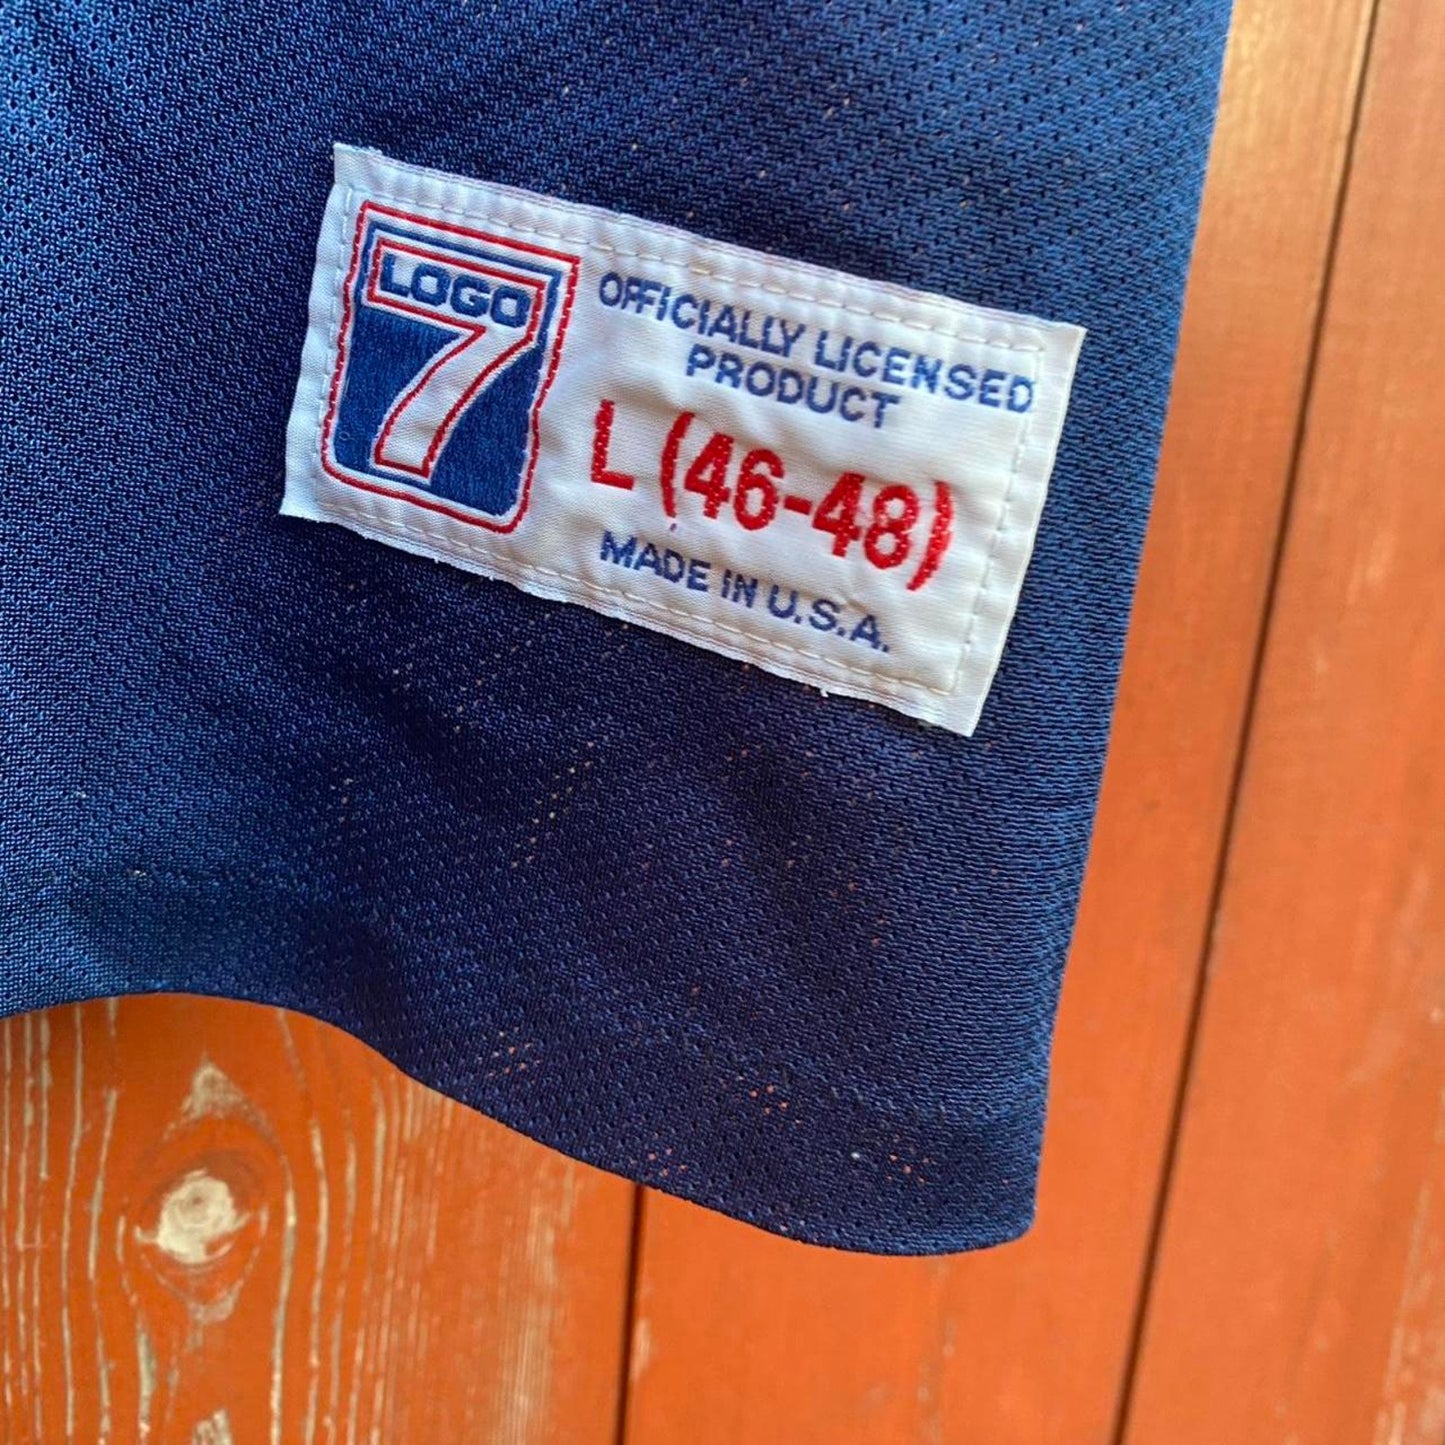 LOGO
7
OFFICIALLY LICENSED
PRODUCT
L (46-48)
MADE IN U.S.A.